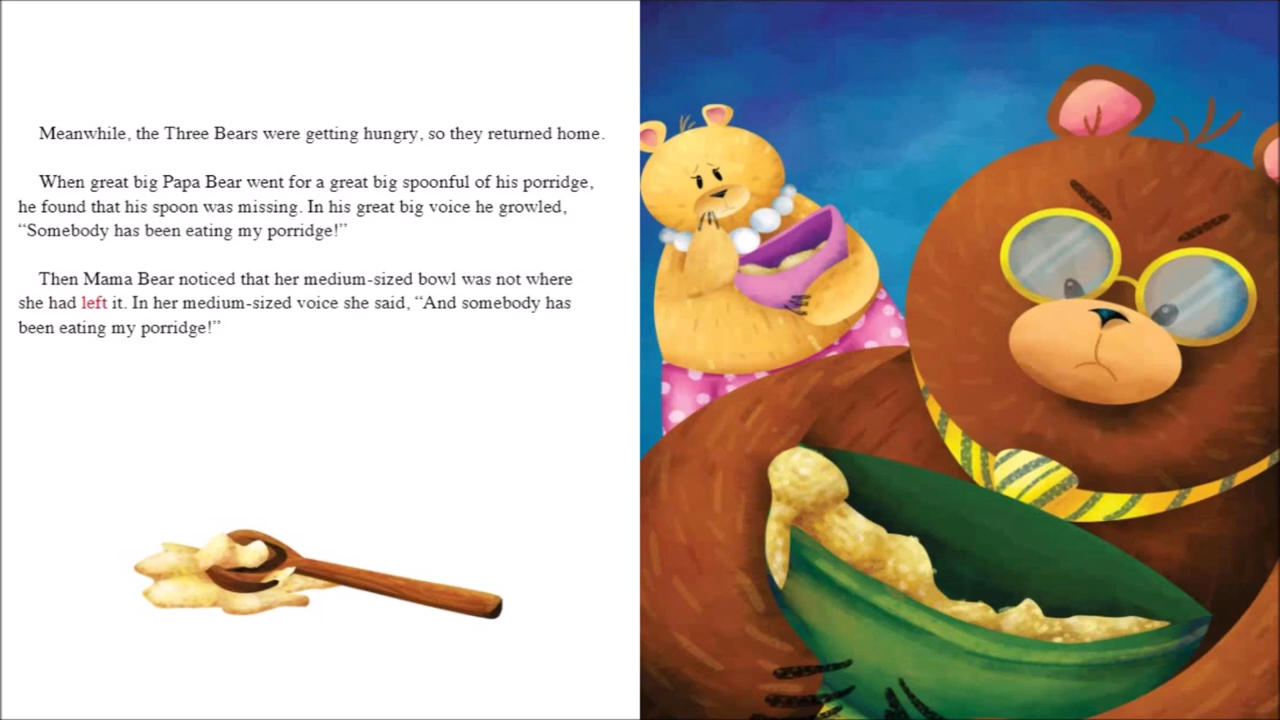 Meanwhile, the Three Bears were getting hungry, so they returned home.
When great big Papa Bear went for a great big spoonful of his porridge,
he found that his spoon was missing. In his great big voice he growled,
“Somebody has been eating my porridge!”
Then Mama Bear noticed that her medium-sized bowl was not where
she had left it. In her medium-sized voice she said, “And somebody has
been eating my porridge!”